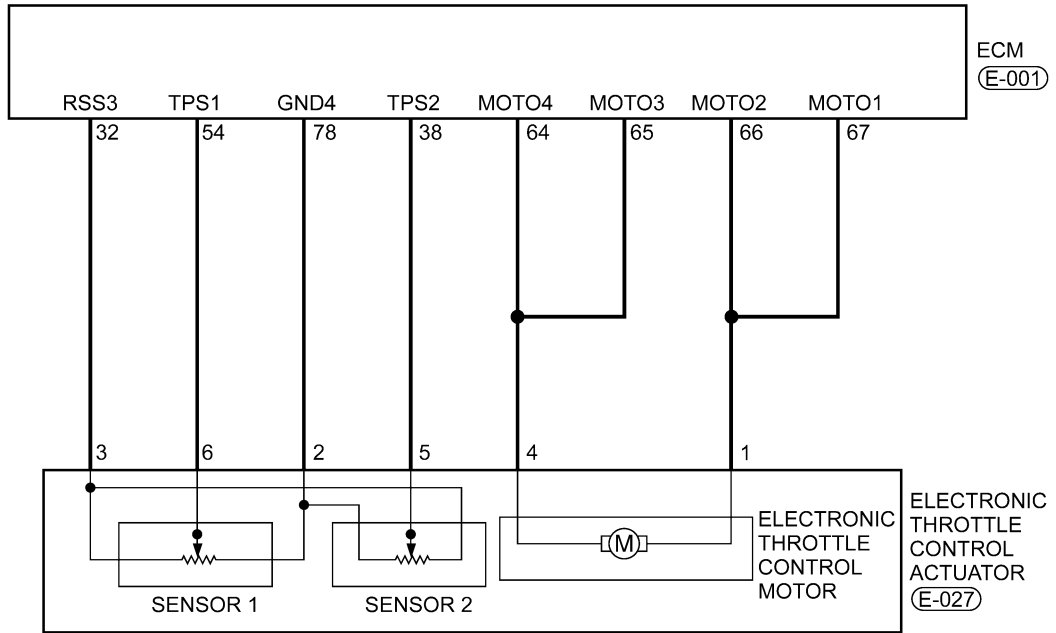 ECM
E-001
RSS3 TPS1 GND4 TPS2 MOTO4 MOTO3 MOTO2 MOTO1
32 54 78 38 64 65 66 67
3 6 2 5 4 1
M
ELECTRONIC
THROTTLE
CONTROL
MOTOR
ELECTRONIC
THROTTLE
CONTROL
ACTUATOR
E-027
SENSOR 1 SENSOR 2